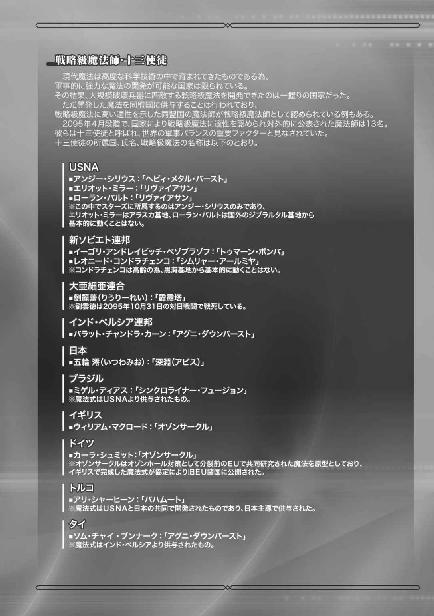 戦略級魔法師・十三使徒
現代魔法は高度な科学技術の中で育まれてきたものである為、
軍事的に強力な魔法の開発が可能な国家は限られている。
その結果、大規模破壊兵器に匹敵する戦略級魔法を開発できたのは一握りの国家だった。
ただ開発した魔法を同盟国に供与することは行われており、
戦略級魔法に高い適性を示した同盟国の魔法師が戦略級魔法師として認められている例もある。
2095年4月段階で、国家により戦略級魔法に適性を認められ対外的に公表された魔法師は13名。
彼らは十三使徒と呼ばれ、世界の軍事バランスの重要ファクターと見なされていた。
十三使徒の所属国、氏名、戦略級魔法の名称は以下のとおり。
USNA
■アンジー・シリウス:「ヘビィ・メタル・バースト」
■エリオット・ミラー:「リヴァイアサン」
■ローラン・バルト:「リヴァイアサン」
※この中でスターズに所属するのはアンジー・シリウスのみであり、
エリオット・ミラーはアラスカ基地、ローラン・バルトは国外のジブラルタル基地から
基本的に動くことはない。
新ソビエト連邦
■イーゴリ・アンドレイビッチ・ベゾブラゾフ:「トゥマーン・ボンバ」
■レオニード・コンドラチェンコ:「シムリャー・アールミヤ」
※コンドラチェンコは高齢の為、黒海基地から基本的に動くことはない。
大亜細亜連合
■劉麗蕾(りうりーれい):「霹靂塔」
※劉雲徳は2095年10月31日の対日戦闘で戦死している。
インド・ペルシア連邦
■バラット・チャンドラ・カーン:「アグニ・ダウンバースト」
日本
■五輪 澪(いつわみお):「深淵(アビス)」
ブラジル
■ミゲル・ディアス:「シンクロライナー・フュージョン」
※魔法式はUSNAより供与されたもの。
イギリス
■ウィリアム・マクロード:「オゾンサークル」
ドイツ
■カーラ・シュミット:「オゾンサークル」
※オゾンサークルはオゾンホール対策として分裂前のEUで共同研究された魔法を原型としており、
イギリスで完成した魔法式が協定により旧EU諸国に公開された。
トルコ
■アリ・シャーヒーン:「バハムート」
※魔法式はUSNAと日本の共同で開発されたものであり、日本主導で供与された。
タイ
■ソム・チャイ・ブンナーク:「アグニ・ダウンバースト」
※魔法式はインド・ペルシアより供与されたもの。